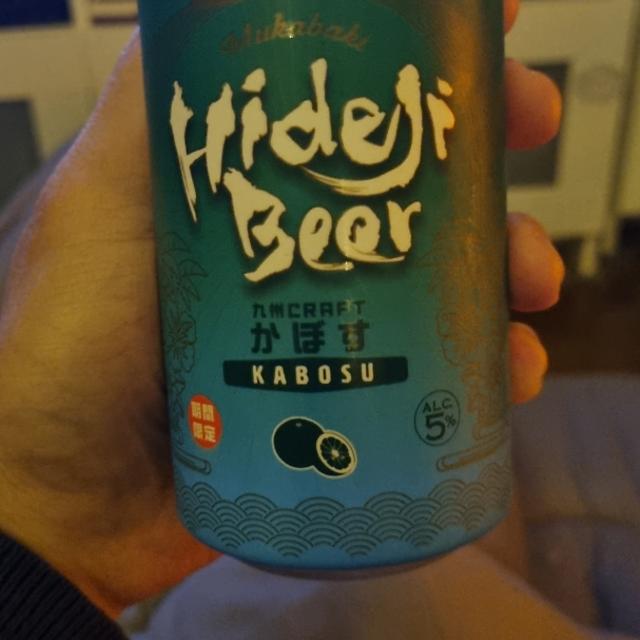 Mukabaki
Hideji
Beer
九州CRAFT
かぼす
KABOSU
期間
限定
ALC.
5%